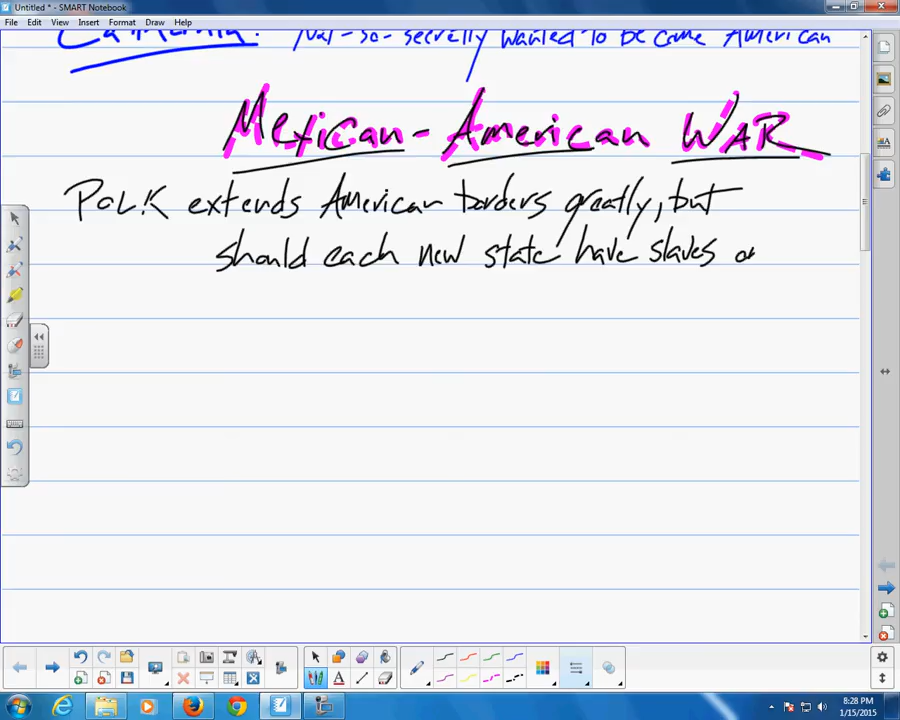 Untitled * - SMART Notebook
File Edit View Insert Format Draw Help
California: Not-so-secretly wanted to become American
Mexican-American WAR
POLK extends American borders greatly, but
should each new state have slaves o
8:28 PM
1/15/2015